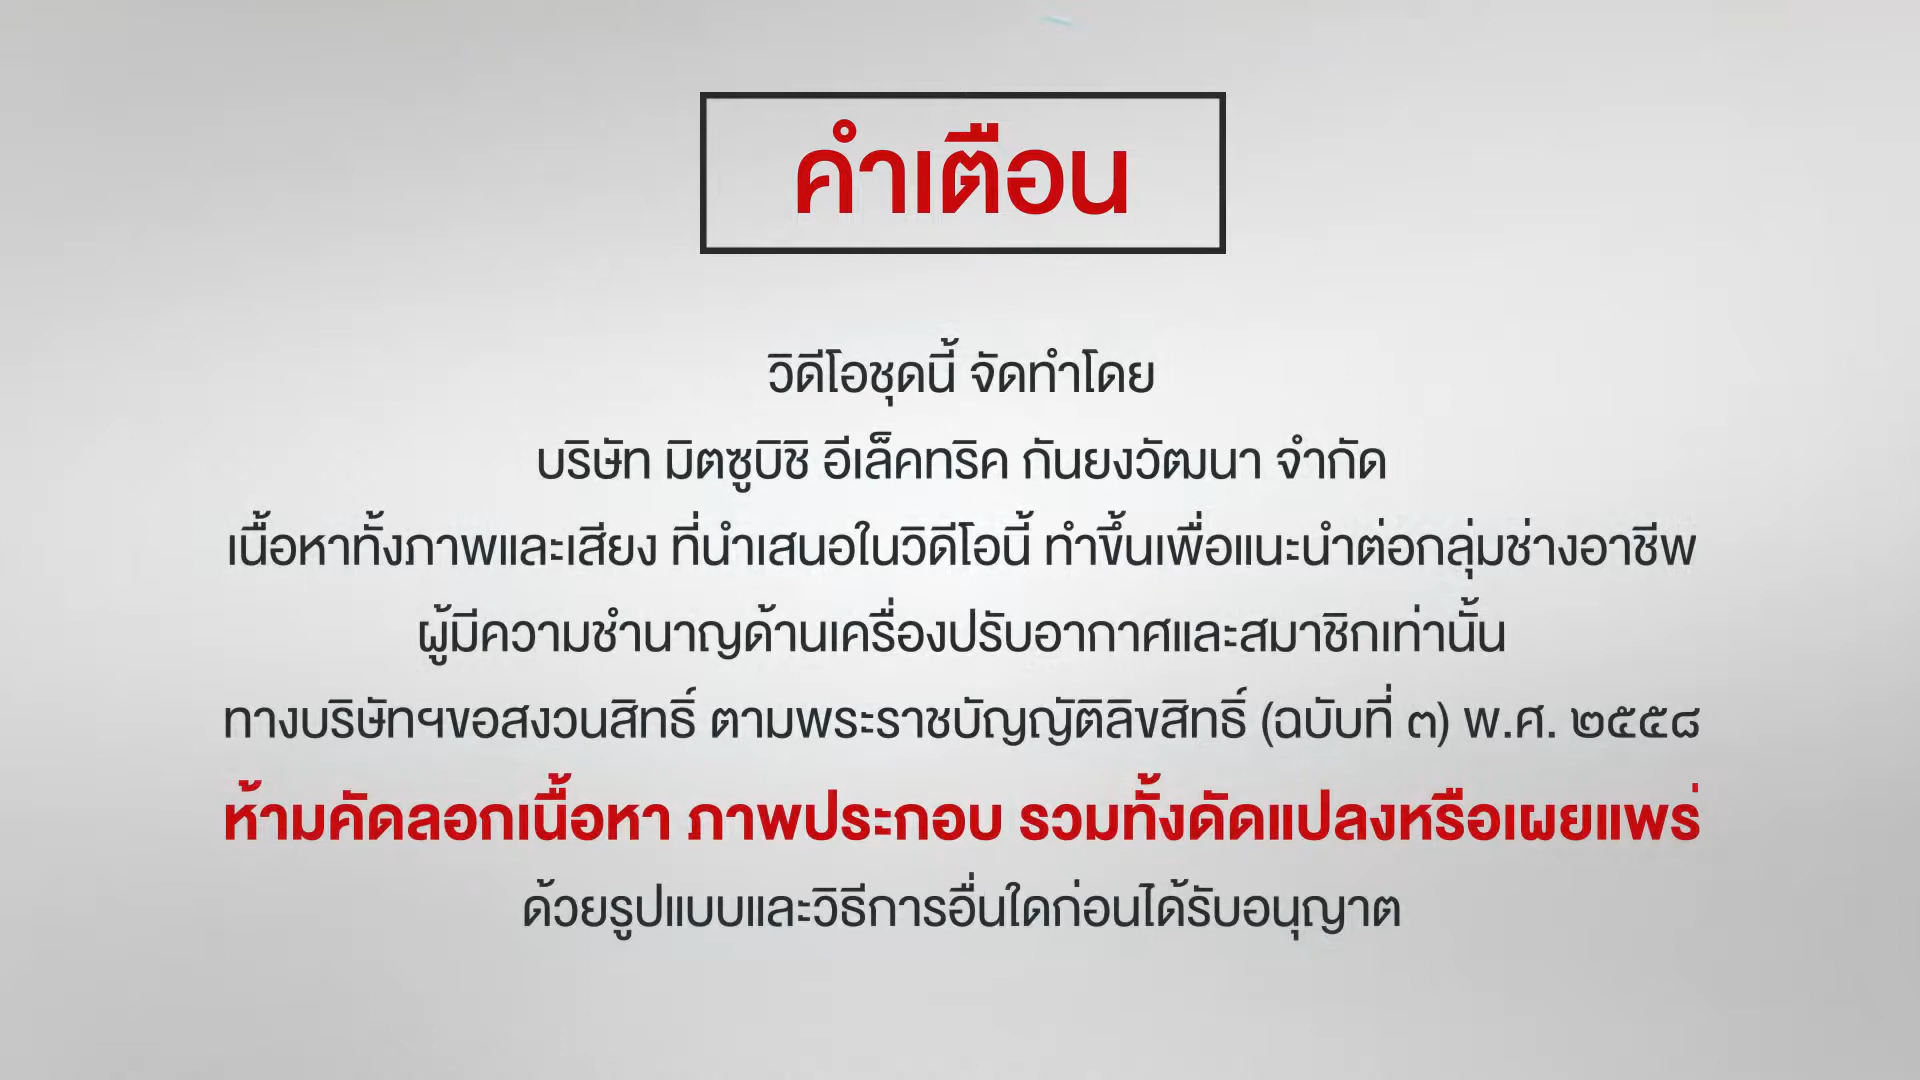 คำเตือน
วิดีโอชุดนี้ จัดทำโดย
บริษัท มิตซูบิชิ อีเล็คทริค กันยงวัฒนา จำกัด
เนื้อหาทั้งภาพและเสียง ที่นำเสนอในวิดีโอนี้ ทำขึ้นเพื่อแนะนำต่อกลุ่มช่างอาชีพ
ผู้มีความชำนาญด้านเครื่องปรับอากาศและสมาชิกเท่านั้น
ทางบริษัทฯขอสงวนสิทธิ์ ตามพระราชบัญญัติลิขสิทธิ์ (ฉบับที่ ๓) พ.ศ. ๒๕๕๘
ห้ามคัดลอกเนื้อหา ภาพประกอบ รวมทั้งดัดแปลงหรือเผยแพร่
ด้วยรูปแบบและวิธีการอื่นใดก่อนได้รับอนุญาต